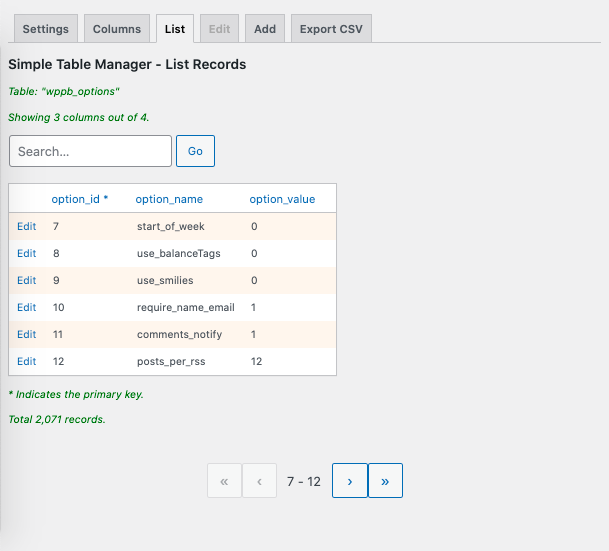 Settings Columns List Edit Add Export CSV
Simple Table Manager - List Records
Table: "wppb_options"
Showing 3 columns out of 4.
Search... Go
option_id * option_name option_value
Edit 7 start_of_week 0
Edit 8 use_balanceTags 0
Edit 9 use_smilies 0
Edit 10 require_name_email 1
Edit 11 comments_notify 1
Edit 12 posts_per_rss 12
* Indicates the primary key.
Total 2,071 records.
« ‹ 7 - 12 › »